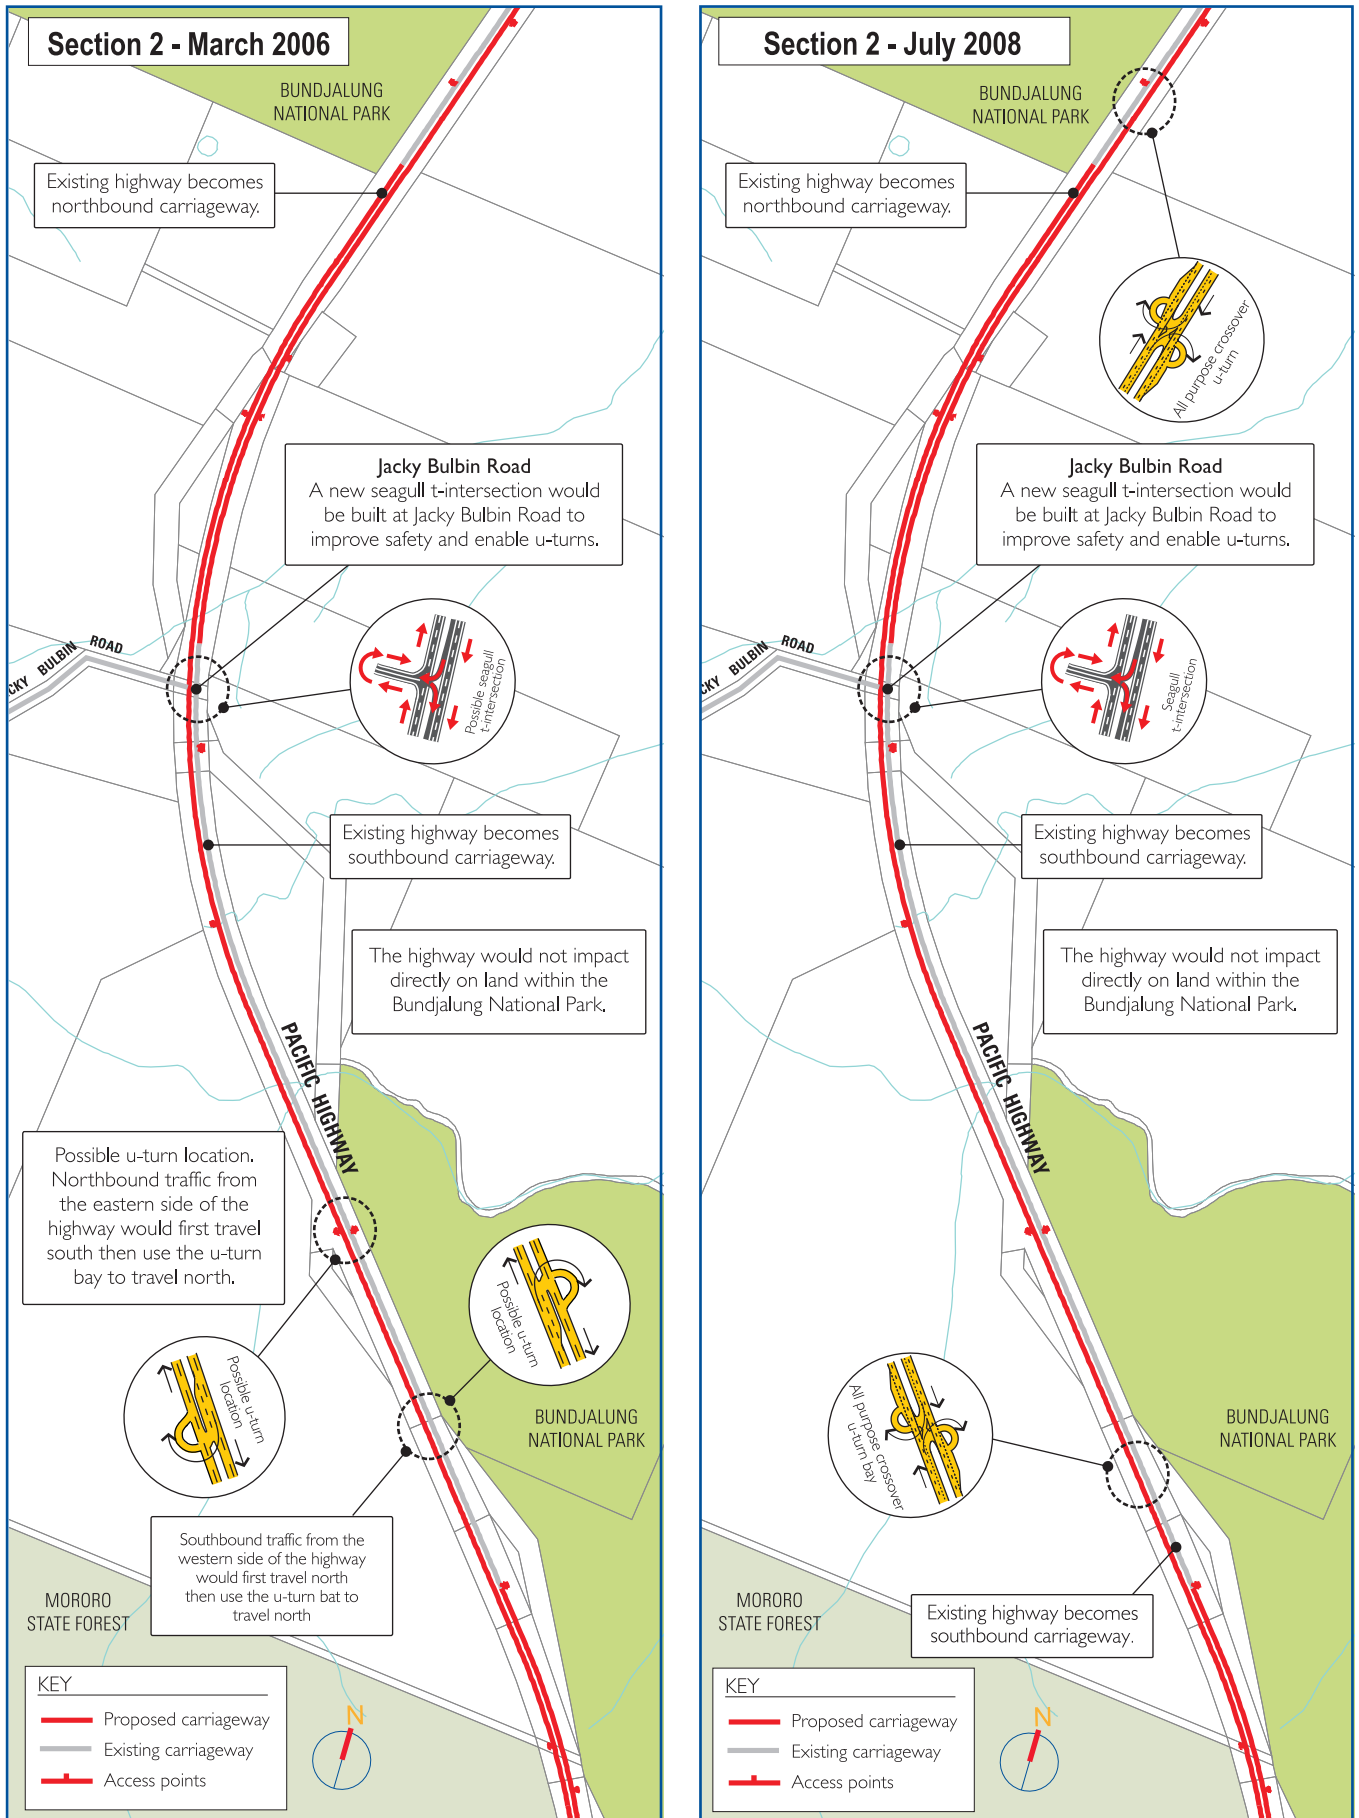 Section 2 - March 2006
BUNDJALUNG
NATIONAL PARK
Existing highway becomes
northbound carriageway.
Jacky Bulbin Road
A new seagull t-intersection would
be built at Jacky Bulbin Road to
improve safety and enable u-turns.
CKY BULBIN ROAD
Possible seagull
t-intersection
Existing highway becomes
southbound carriageway.
The highway would not impact
directly on land within the
Bundjalung National Park.
PACIFIC HIGHWAY
Possible u-turn location.
Northbound traffic from
the eastern side of the
highway would first travel
south then use the u-turn
bay to travel north.
Possible u-turn
location
Possible u-turn
location
BUNDJALUNG
NATIONAL PARK
Southbound traffic from the
western side of the highway
would first travel north
then use the u-turn bat to
travel north
MORORO
STATE FOREST
KEY
Proposed carriageway
Existing carriageway
Access points
N
Section 2 - July 2008
BUNDJALUNG
NATIONAL PARK
Existing highway becomes
northbound carriageway.
All purpose crossover
u-turn
Jacky Bulbin Road
A new seagull t-intersection would
be built at Jacky Bulbin Road to
improve safety and enable u-turns.
CKY BULBIN ROAD
Seagull
t-intersection
Existing highway becomes
southbound carriageway.
The highway would not impact
directly on land within the
Bundjalung National Park.
PACIFIC HIGHWAY
All purpose crossover
u-turn bay
BUNDJALUNG
NATIONAL PARK
Existing highway becomes
southbound carriageway.
MORORO
STATE FOREST
KEY
Proposed carriageway
Existing carriageway
Access points
N